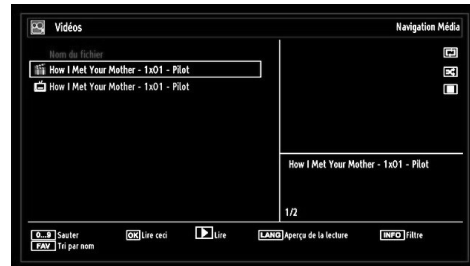 Vidéos
Navigation Média
Nom du fichier
How I Met Your Mother - 1x01 - Pilot
How I Met Your Mother - 1x01 - Pilot
How I Met Your Mother - 1x01 - Pilot
1/2
0...9 Sauter
OK Lire ceci
Lire
LANG Aperçu de la lecture
INFO Filtre
FAV Tri par nom